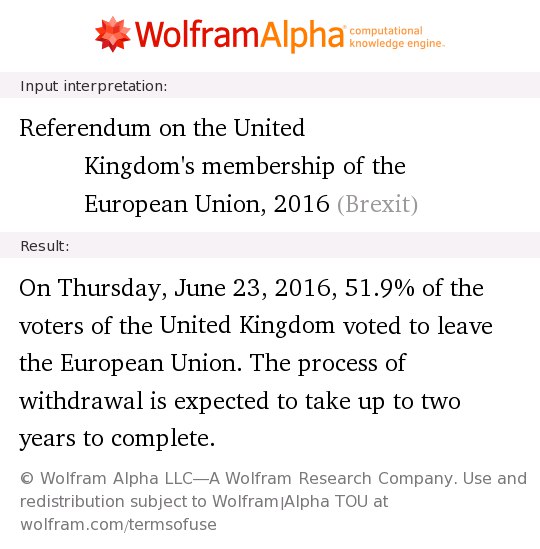 WolframAlpha computational knowledge engine.
Input interpretation:
Referendum on the United
Kingdom's membership of the
European Union, 2016 (Brexit)
Result:
On Thursday, June 23, 2016, 51.9% of the
voters of the United Kingdom voted to leave
the European Union. The process of
withdrawal is expected to take up to two
years to complete.
© Wolfram Alpha LLC—A Wolfram Research Company. Use and
redistribution subject to Wolfram|Alpha TOU at
wolfram.com/termsofuse